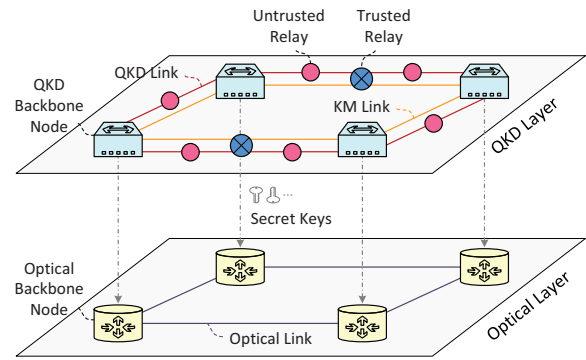 Untrusted
Relay
Trusted
Relay
QKD Link
QKD
Backbone
Node
KM Link
QKD Layer
Secret Keys
Optical
Backbone
Node
Optical Link
Optical Layer